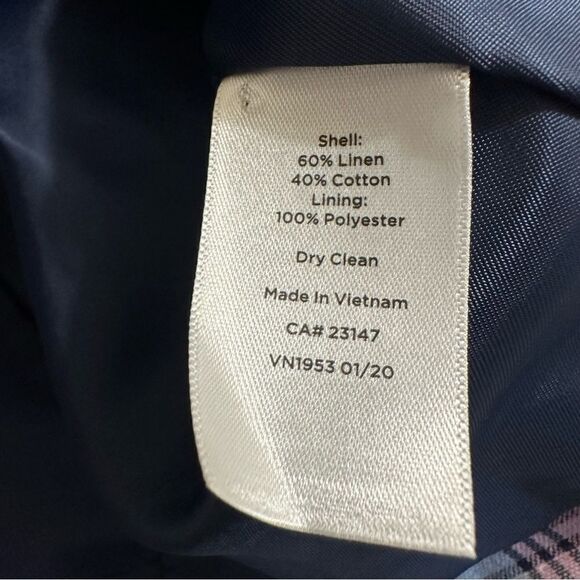 Shell:
60% Linen
40% Cotton
Lining:
100% Polyester
Dry Clean
Made In Vietnam
CA# 23147
VN1953 01/20